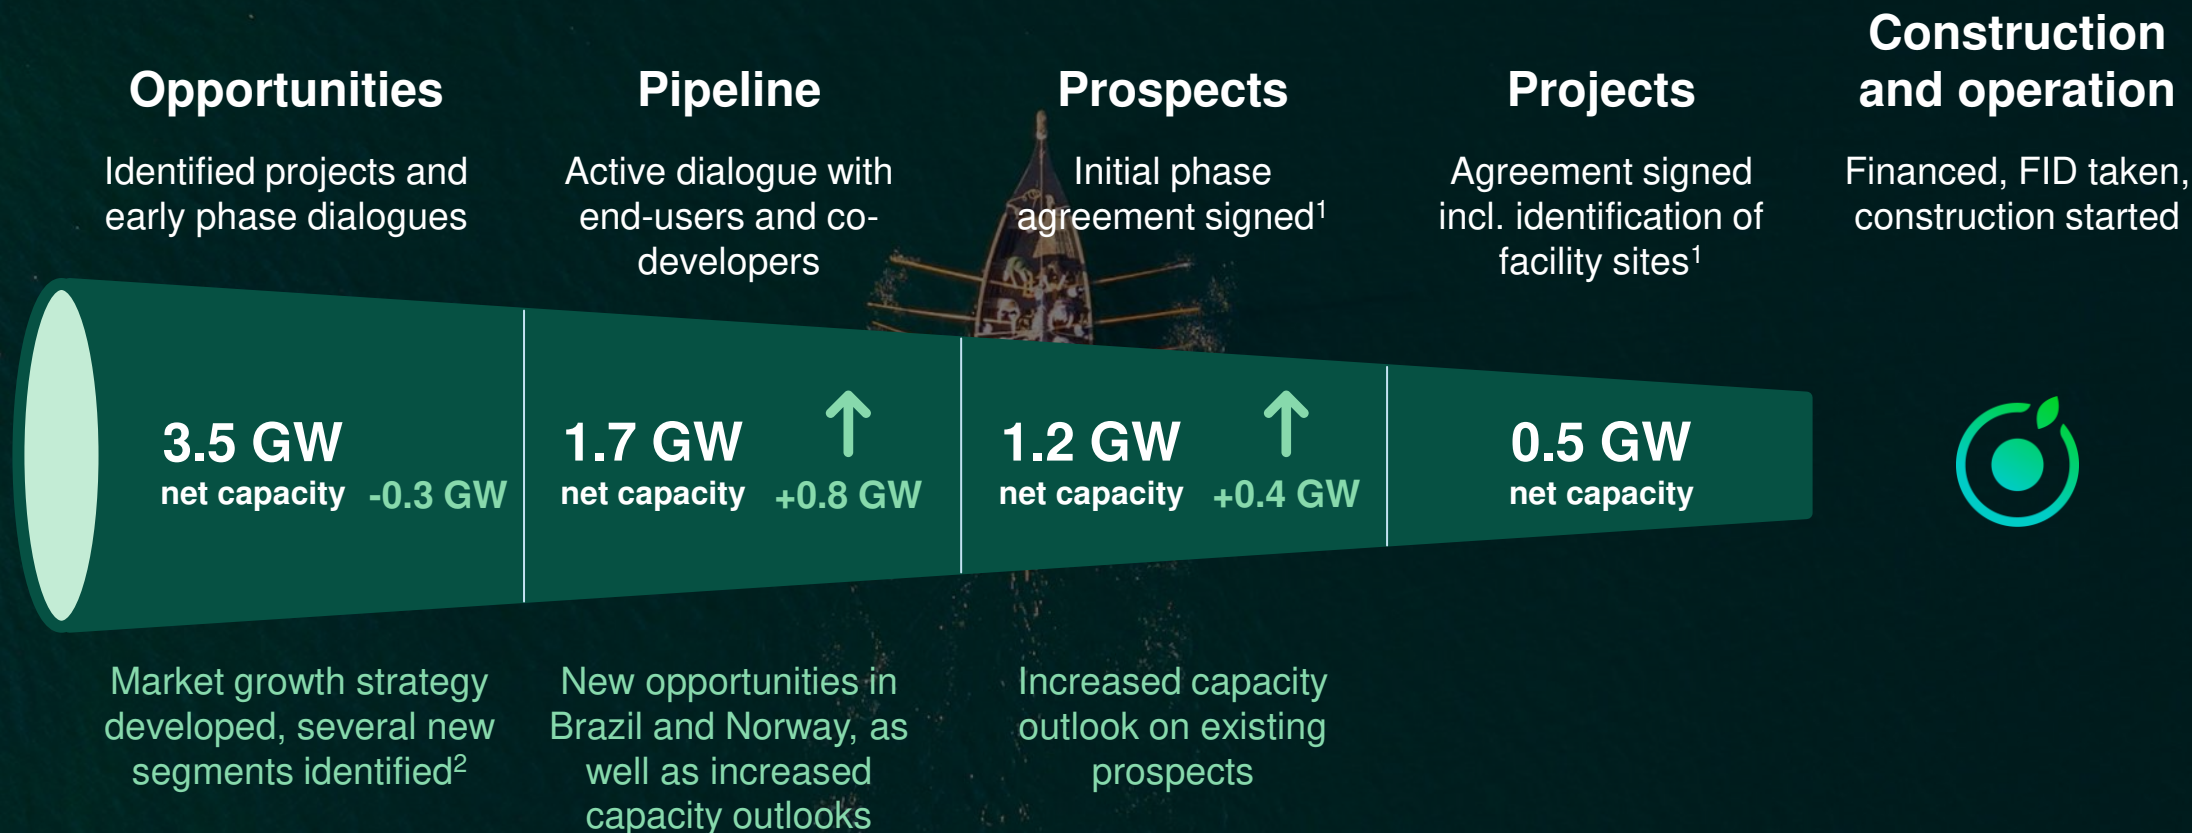 Opportunities
Identified projects and
early phase dialogues
Pipeline
Active dialogue with
end-users and co-
developers
Prospects
Initial phase
agreement signed¹
Projects
Agreement signed
incl. identification of
facility sites¹
Construction
and operation
Financed, FID taken,
construction started
3.5 GW
net capacity
-0.3 GW
1.7 GW
net capacity
+0.8 GW
1.2 GW
net capacity
+0.4 GW
0.5 GW
net capacity
Market growth strategy
developed, several new
segments identified²
New opportunities in
Brazil and Norway, as
well as increased
capacity outlooks
Increased capacity
outlook on existing
prospects